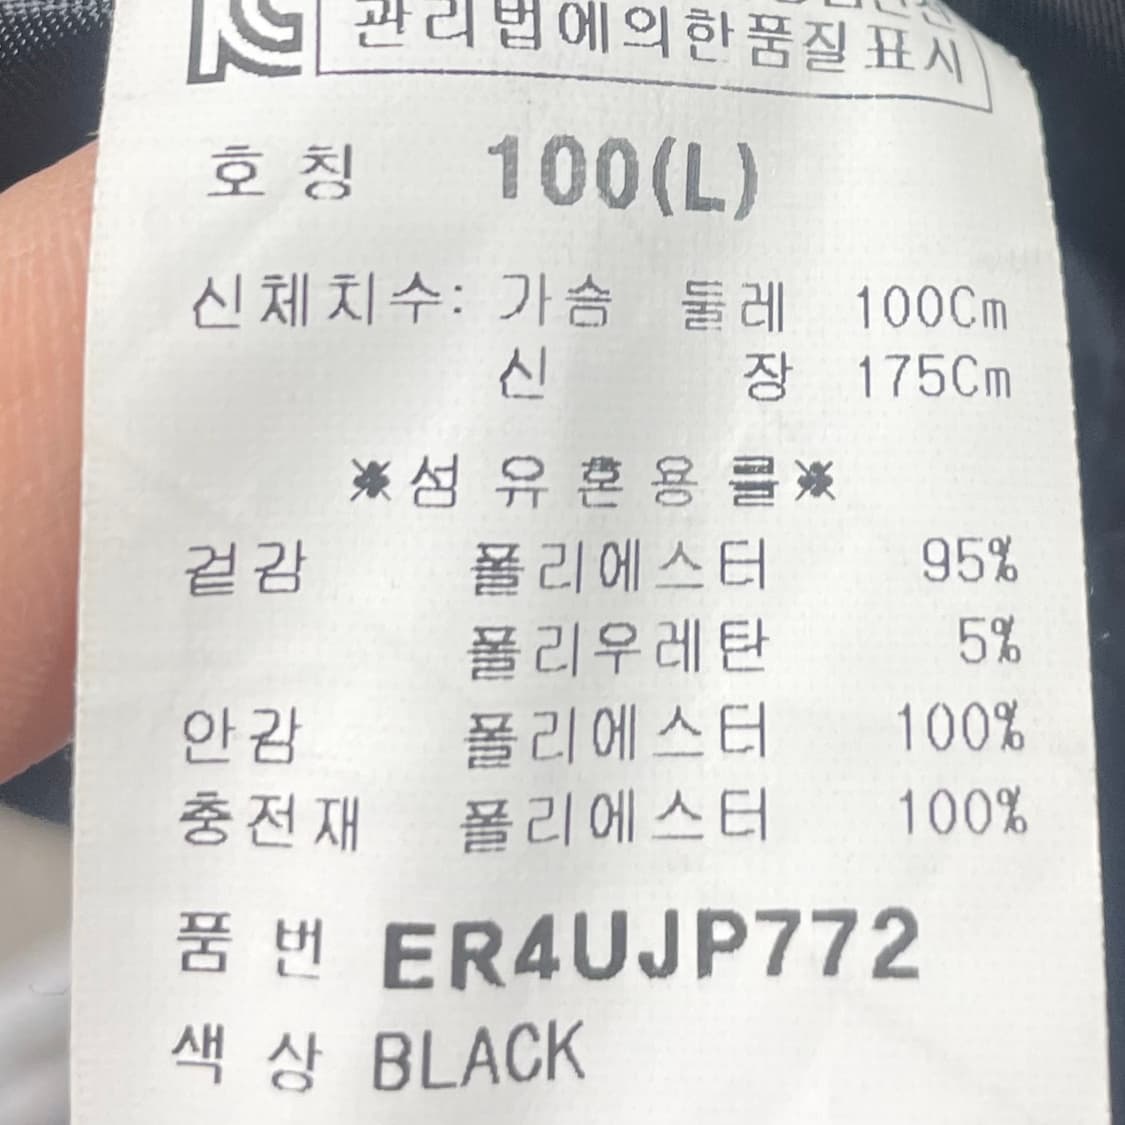 관리법에의한품질표시
호 칭 100(L)
신체치수: 가슴 둘레 100Cm
신 장 175Cm
※섬 유 혼 용 률※
겉감 폴리에스터 95%
폴리우레탄 5%
안감 폴리에스터 100%
충전재 폴리에스터 100%
품 번 ER4UJP772
색 상 BLACK